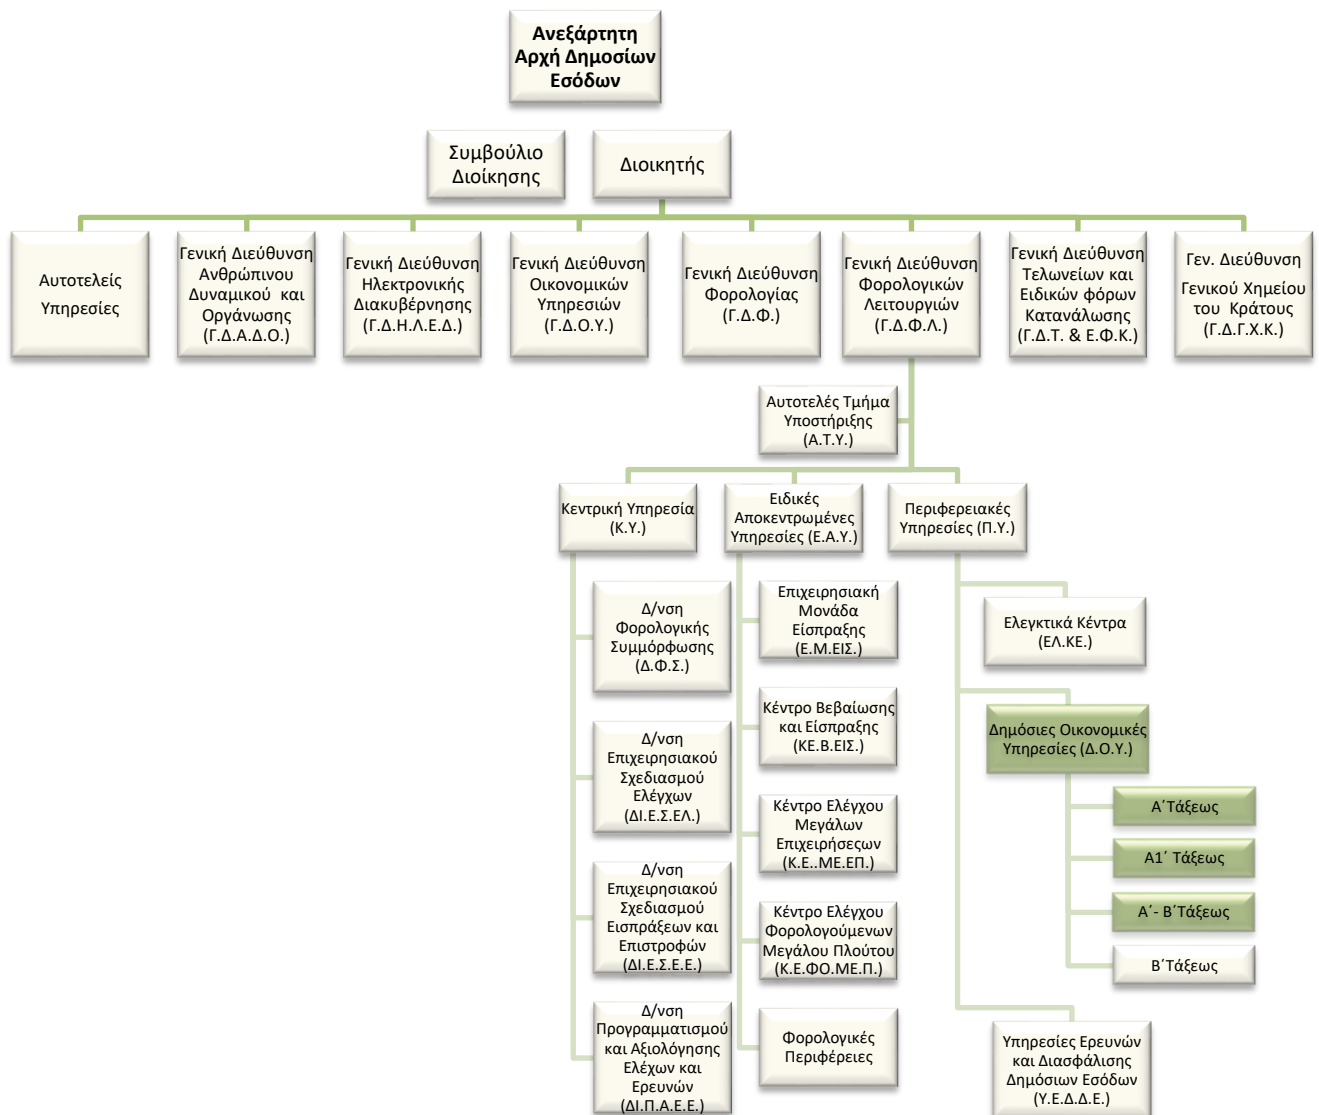 Ανεξάρτητη
Αρχή Δημοσίων
Εσόδων
Συμβούλιο
Διοίκησης
Διοικητής
Αυτοτελείς
Υπηρεσίες
Γενική Διεύθυνση
Ανθρώπινου
Δυναμικού και
Οργάνωσης
(Γ.Δ.Α.Δ.Ο.)
Γενική Διεύθυνση
Ηλεκτρονικής
Διακυβέρνησης
(Γ.Δ.Η.Λ.Ε.Δ.)
Γενική Διεύθυνση
Οικονομικών
Υπηρεσιών
(Γ.Δ.Ο.Υ.)
Γενική Διεύθυνση
Φορολογίας
(Γ.Δ.Φ.)
Γενική Διεύθυνση
Φορολογικών
Λειτουργιών
(Γ.Δ.Φ.Λ.)
Γενική Διεύθυνση
Τελωνείων και
Ειδικών φόρων
Κατανάλωσης
(Γ.Δ.Τ. & Ε.Φ.Κ.)
Γεν. Διεύθυνση
Γενικού Χημείου
του Κράτους
(Γ.Δ.Γ.Χ.Κ.)
Αυτοτελές Τμήμα
Υποστήριξης
(Α.Τ.Υ.)
Κεντρική Υπηρεσία
(Κ.Υ.)
Ειδικές
Αποκεντρωμένες
Υπηρεσίες (Ε.Α.Υ.)
Περιφερειακές
Υπηρεσίες (Π.Υ.)
Δ/νση
Φορολογικής
Συμμόρφωσης
(Δ.Φ.Σ.)
Δ/νση
Επιχειρησιακού
Σχεδιασμού
Ελέγχων
(ΔΙ.Ε.Σ.ΕΛ.)
Δ/νση
Επιχειρησιακού
Σχεδιασμού
Εισπράξεων και
Επιστροφών
(ΔΙ.Ε.Σ.Ε.Ε.)
Δ/νση
Προγραμματισμού
και Αξιολόγησης
Ελέχων και
Ερευνών
(ΔΙ.Π.Α.Ε.Ε.)
Επιχειρησιακή
Μονάδα
Είσπραξης
(Ε.Μ.ΕΙΣ.)
Κέντρο Βεβαίωσης
και Είσπραξης
(ΚΕ.Β.ΕΙΣ.)
Κέντρο Ελέγχου
Μεγάλων
Επιχειρήσεςων
(Κ.Ε..ΜΕ.ΕΠ.)
Κέντρο Ελέγχου
Φορολογούμενων
Μεγάλου Πλούτου
(Κ.Ε.ΦΟ.ΜΕ.Π.)
Φορολογικές
Περιφέρειες
Ελεγκτικά Κέντρα
(ΕΛ.ΚΕ.)
Δημόσιες Οικονομικές
Υπηρεσίες (Δ.Ο.Υ.)
Α΄Τάξεως
Α1΄ Τάξεως
Α΄- Β΄Τάξεως
Β΄Τάξεως
Υπηρεσίες Ερευνών
και Διασφάλισης
Δημόσιων Εσόδων
(Υ.Ε.Δ.Δ.Ε.)